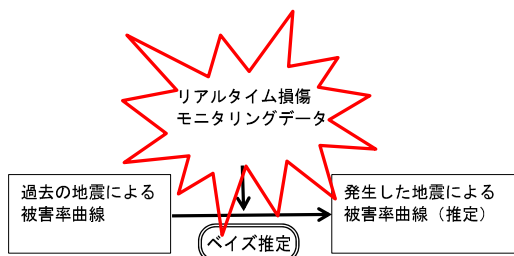 リアルタイム損傷
モニタリングデータ
過去の地震による
被害率曲線
発生した地震による
被害率曲線（推定）
ベイズ推定